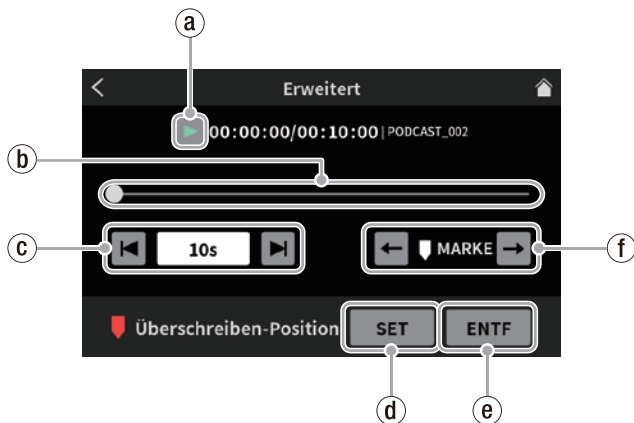 ⓐ
Erweitert
00:00:00/00:10:00 | PODCAST_002
ⓑ
ⓒ 10s MARKE ⓕ
Überschreiben-Position SET ENTF
ⓓ ⓔ